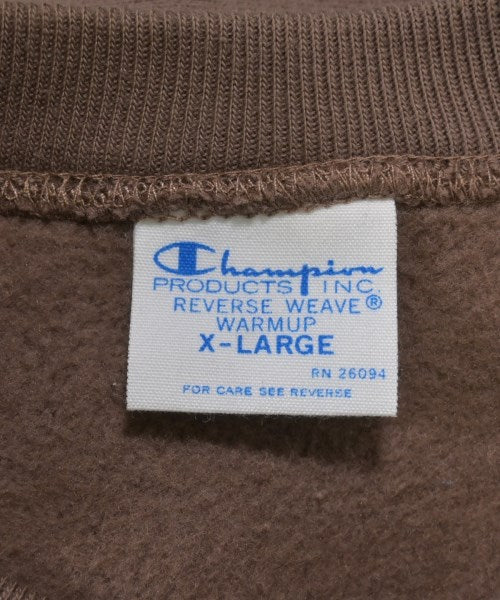 Champion
PRODUCTS INC.
REVERSE WEAVE®
WARMUP
X-LARGE
RN 26094
FOR CARE SEE REVERSE